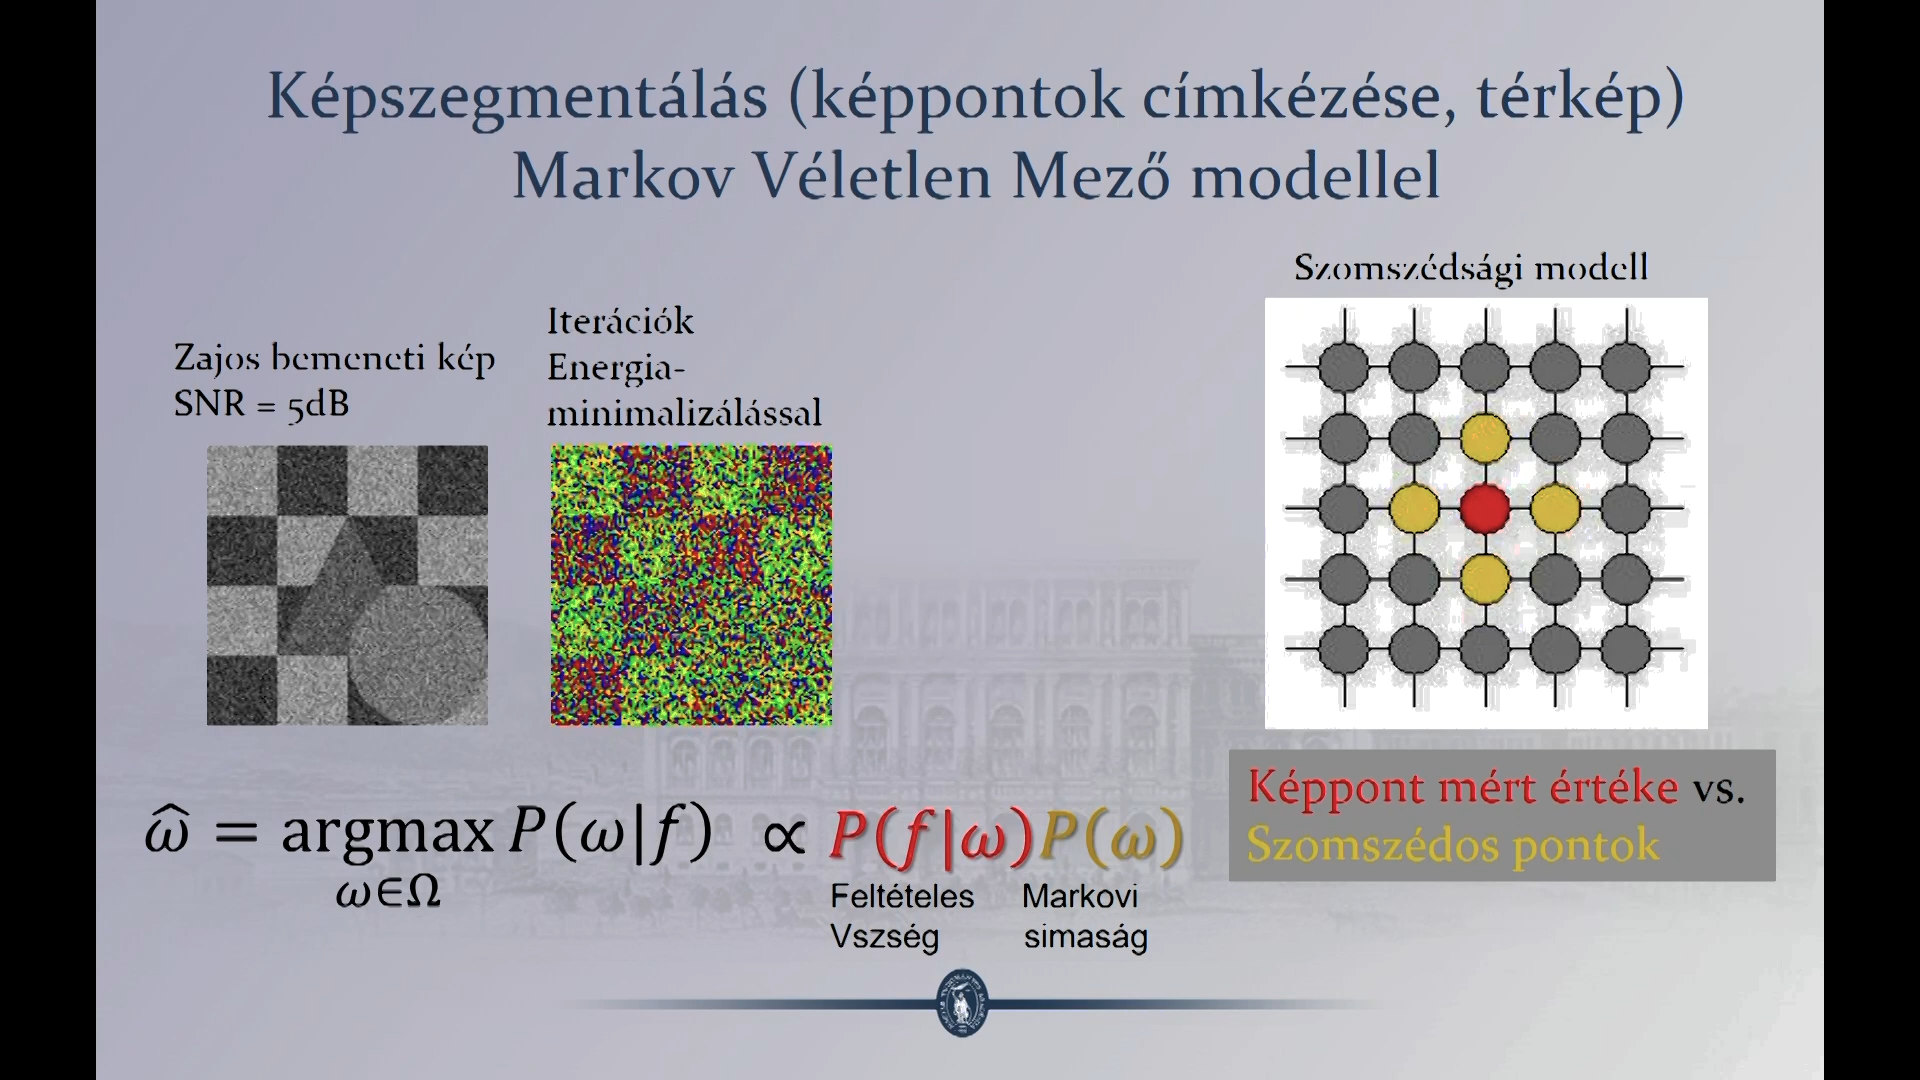 Képszegmentálás (képpontok címkézése, térkép)
Markov Véletlen Mező modellel
Szomszédsági modell
Iterációk
Energia-
minimalizálással
Zajos bemeneti kép
SNR = 5dB
Képpont mért értéke vs.
Szomszédos pontok
ω̂ = argmax P(ω|f) ∝ P(f|ω)P(ω)
ω∈Ω
Feltételes Markovi
Vszség simaság